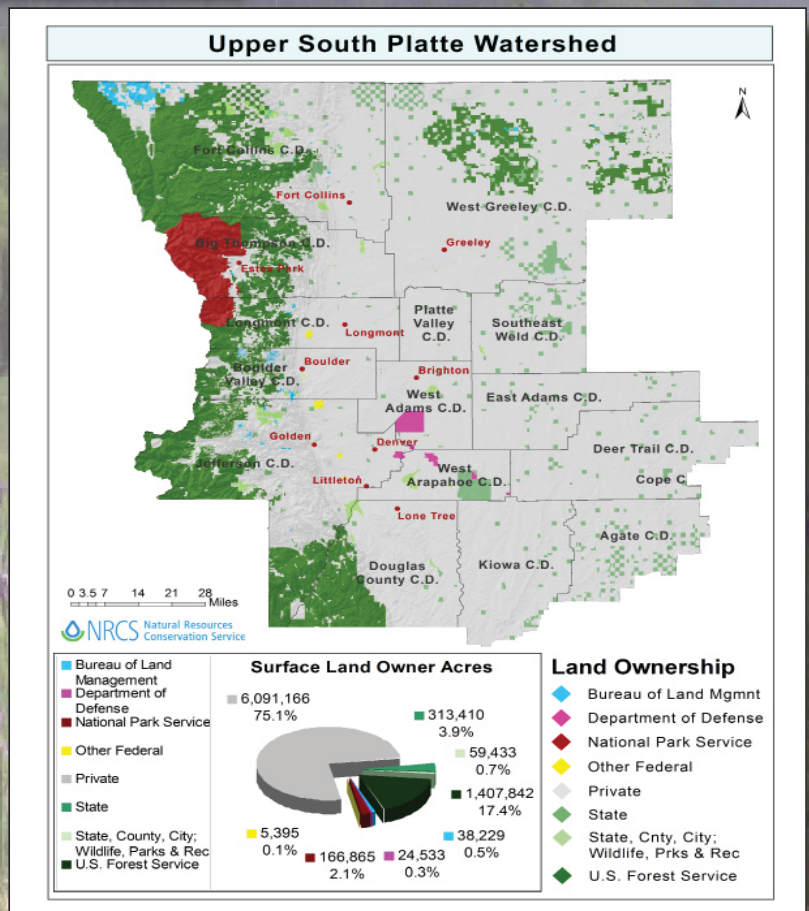 Upper South Platte Watershed
N
Fort Collins C.D.
Fort Collins
West Greeley C.D.
Big Thompson C.D.
Greeley
Estes Park
Longmont C.D.
Longmont
Platte
Valley
C.D.
Southeast
Weld C.D.
Boulder
Boulder
Valley C.D.
Brighton
West
Adams C.D.
East Adams C.D.
Golden
Denver
Deer Trail C.D.
Jefferson C.D.
Littleton
West
Arapahoe C.D.
Cope C
Lone Tree
Agate C.D.
Douglas
County C.D.
Kiowa C.D.
0 3.5 7 14 21 28
Miles
NRCS Natural Resources
Conservation Service
Bureau of Land
Management
Department of
Defense
National Park Service
Other Federal
Private
State
State, County, City;
Wildlife, Parks & Rec
U.S. Forest Service
Surface Land Owner Acres
6,091,166
75.1%
313,410
3.9%
59,433
0.7%
1,407,842
17.4%
38,229
0.5%
24,533
0.3%
166,865
2.1%
5,395
0.1%
Land Ownership
Bureau of Land Mgmnt
Department of Defense
National Park Service
Other Federal
Private
State
State, Cnty, City;
Wildlife, Prks & Rec
U.S. Forest Service